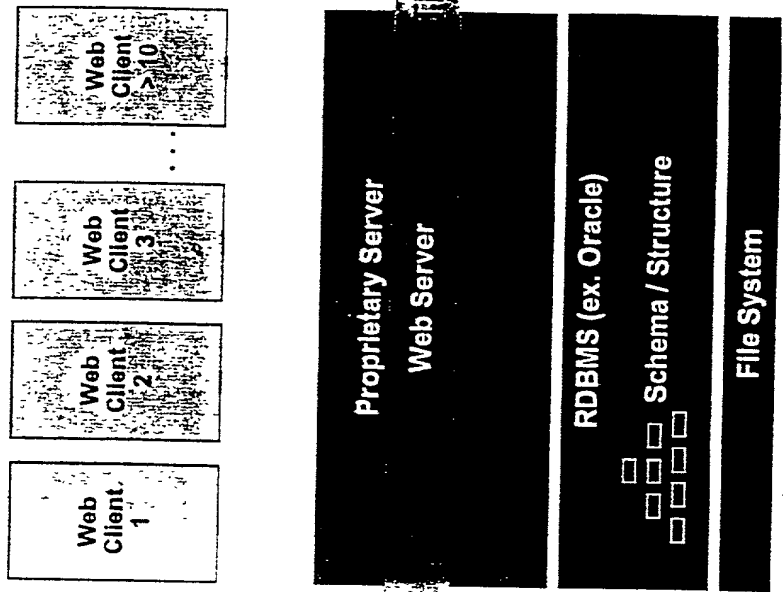 Web
Client.
1
Web
Client
2
Web
Client
3
. . .
Web
Client
> 10
Proprietary Server
Web Server
RDBMS (ex. Oracle)
Schema / Structure
File System